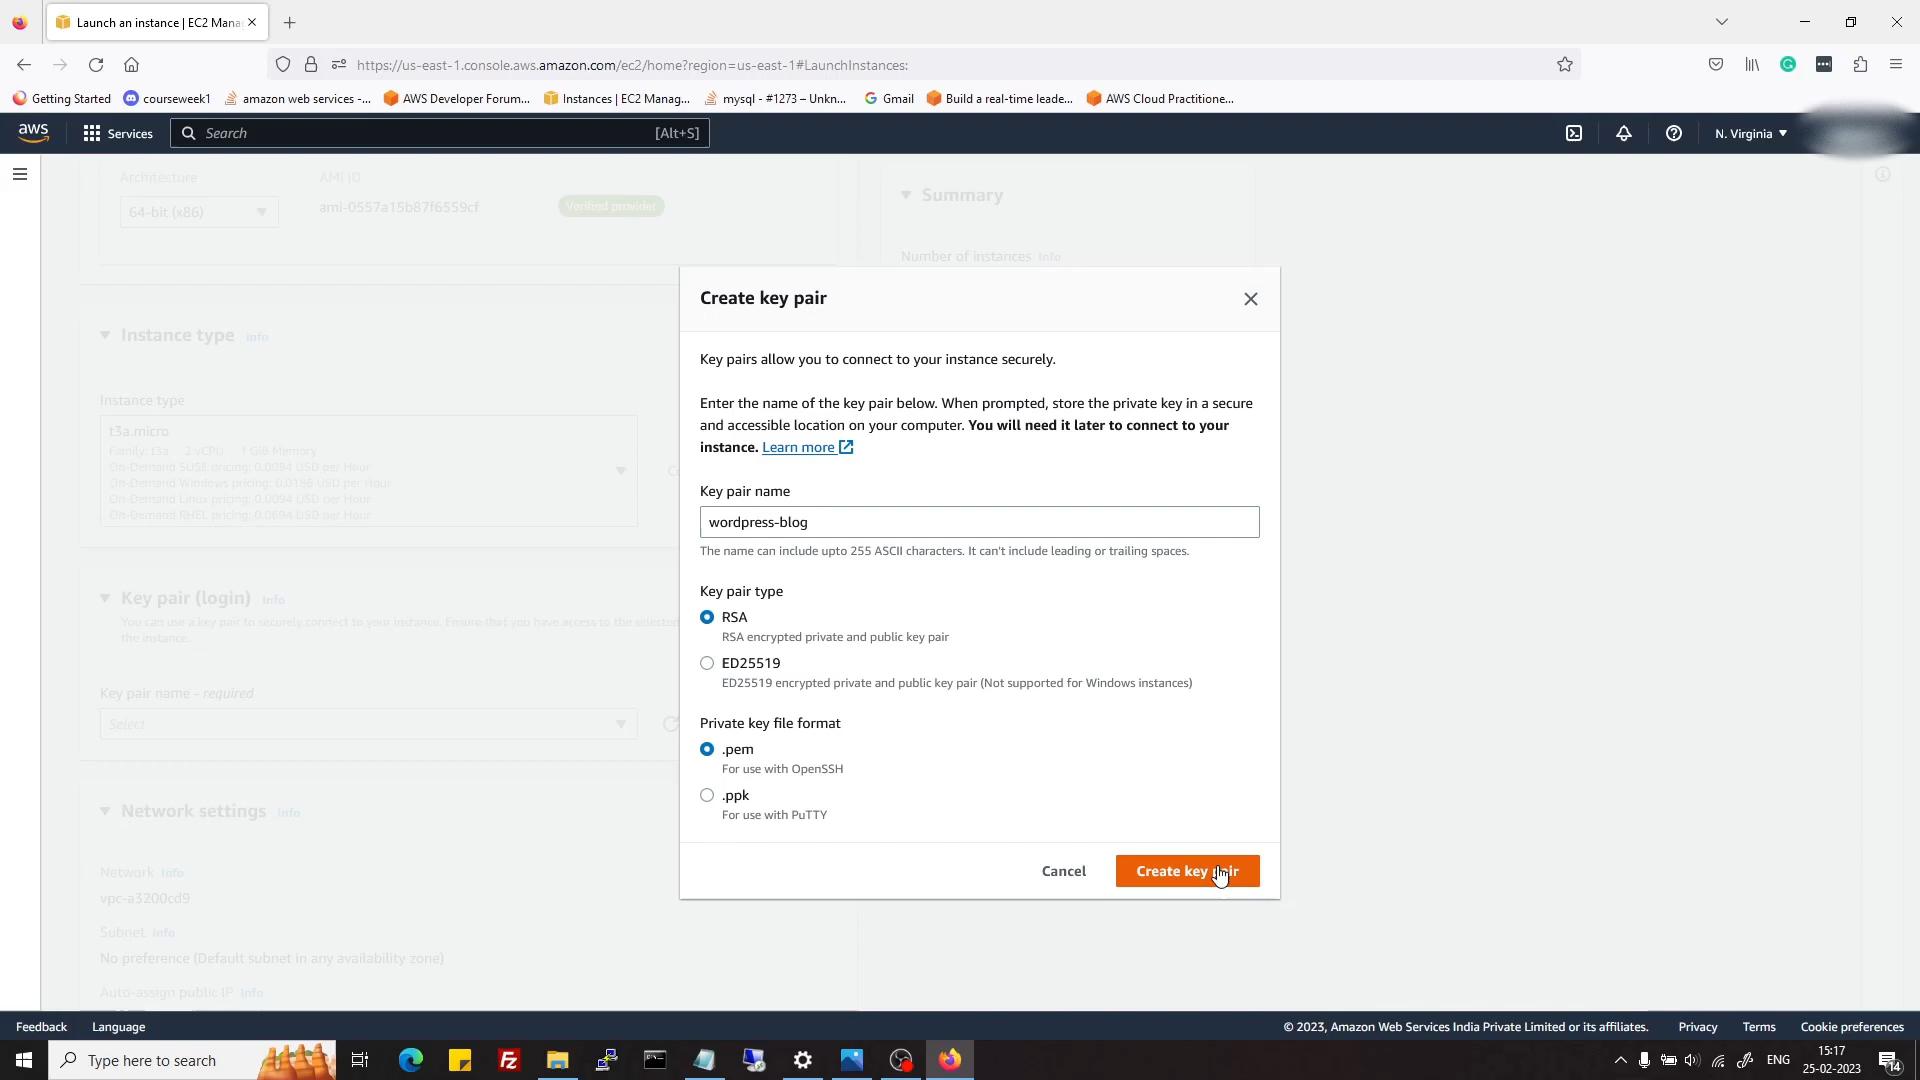 Launch an instance | EC2 Mana
https://us-east-1.console.aws.amazon.com/ec2/home?region=us-east-1#LaunchInstances:
Getting Started
courseweek1
amazon web services -...
AWS Developer Forum...
Instances | EC2 Manag...
mysql - #1273 – Unkn...
Gmail
Build a real-time leade...
AWS Cloud Practitione...
aws
Services
Search
[Alt+S]
N. Virginia
Architecture
AMI ID
64-bit (x86)
ami-0557a15b87f6559cf
Verified provider
Summary
Number of instances Info
Instance type Info
Instance type
t3a.micro
Family: t3a 2 vCPU 1 GiB Memory
On-Demand SUSE pricing: 0.0094 USD per Hour
On-Demand Windows pricing: 0.0186 USD per Hour
On-Demand Linux pricing: 0.0094 USD per Hour
On-Demand RHEL pricing: 0.0694 USD per Hour
Key pair (login) Info
You can use a key pair to securely connect to your instance. Ensure that you have access to the selected
the instance.
Key pair name - required
Select
Network settings Info
Network Info
vpc-a3200cd9
Subnet Info
No preference (Default subnet in any availability zone)
Auto-assign public IP Info
Create key pair
Key pairs allow you to connect to your instance securely.
Enter the name of the key pair below. When prompted, store the private key in a secure
and accessible location on your computer. You will need it later to connect to your
instance. Learn more
Key pair name
wordpress-blog
The name can include upto 255 ASCII characters. It can't include leading or trailing spaces.
Key pair type
RSA
RSA encrypted private and public key pair
ED25519
ED25519 encrypted private and public key pair (Not supported for Windows instances)
Private key file format
.pem
For use with OpenSSH
.ppk
For use with PuTTY
Cancel
Create key pair
Feedback
Language
© 2023, Amazon Web Services India Private Limited or its affiliates.
Privacy
Terms
Cookie preferences
Type here to search
ENG
15:17
25-02-2023
14